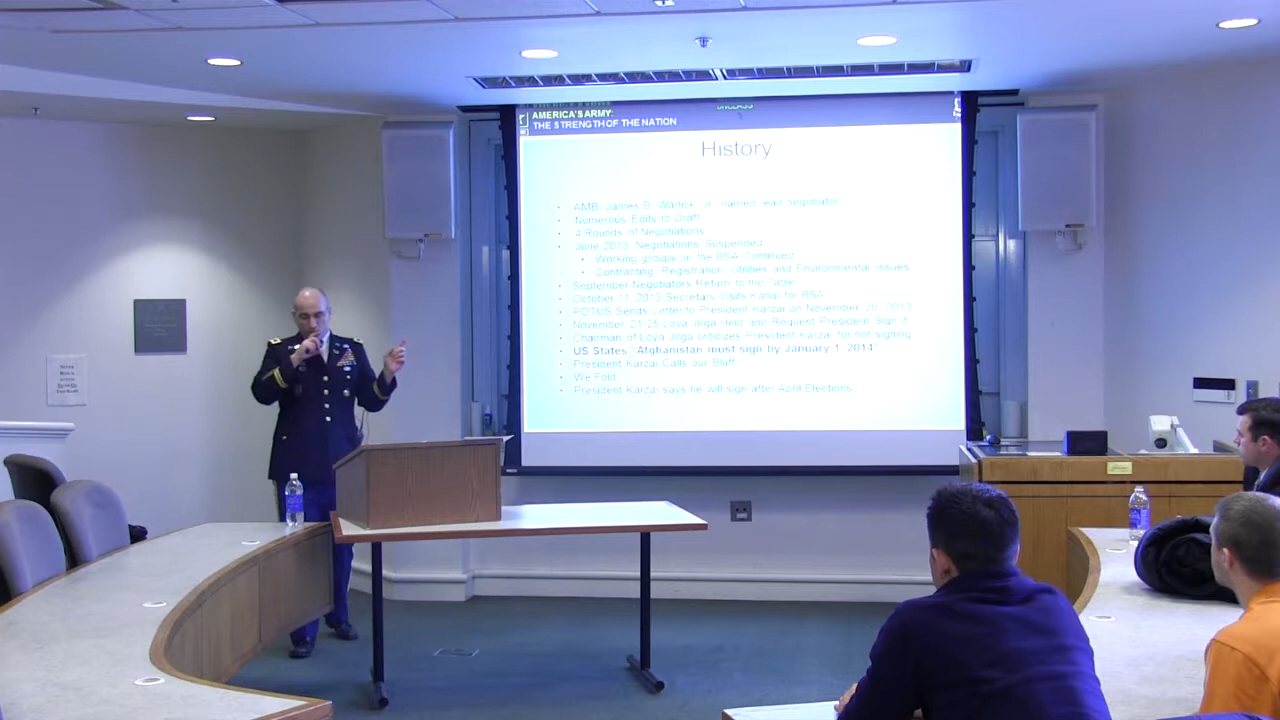 UNCLASS
AMERICA'S ARMY:
THE STRENGTH OF THE NATION
History
AMB. James B. Warlick, Jr. named lead negotiator
Numerous Edits to Draft
4 Rounds of Negotiations
June 2013, Negotiations Suspended
Working groups on the BSA Continued
Contracting, Registration, Utilities and Environmental issues
September Negotiators Return to the Table
October 11, 2013 Secretary Visits Kabul for BSA
POTUS Sends Letter to President Karzai on November 20, 2013
November 21-25 Loya Jirga Held and Request President Sign it
Chairman of Loya Jirga criticizes President Karzai for not signing
US States "Afghanistan must sign by January 1, 2014"
President Karzai Calls our Bluff
We Fold
President Karzai says he will sign after April Elections